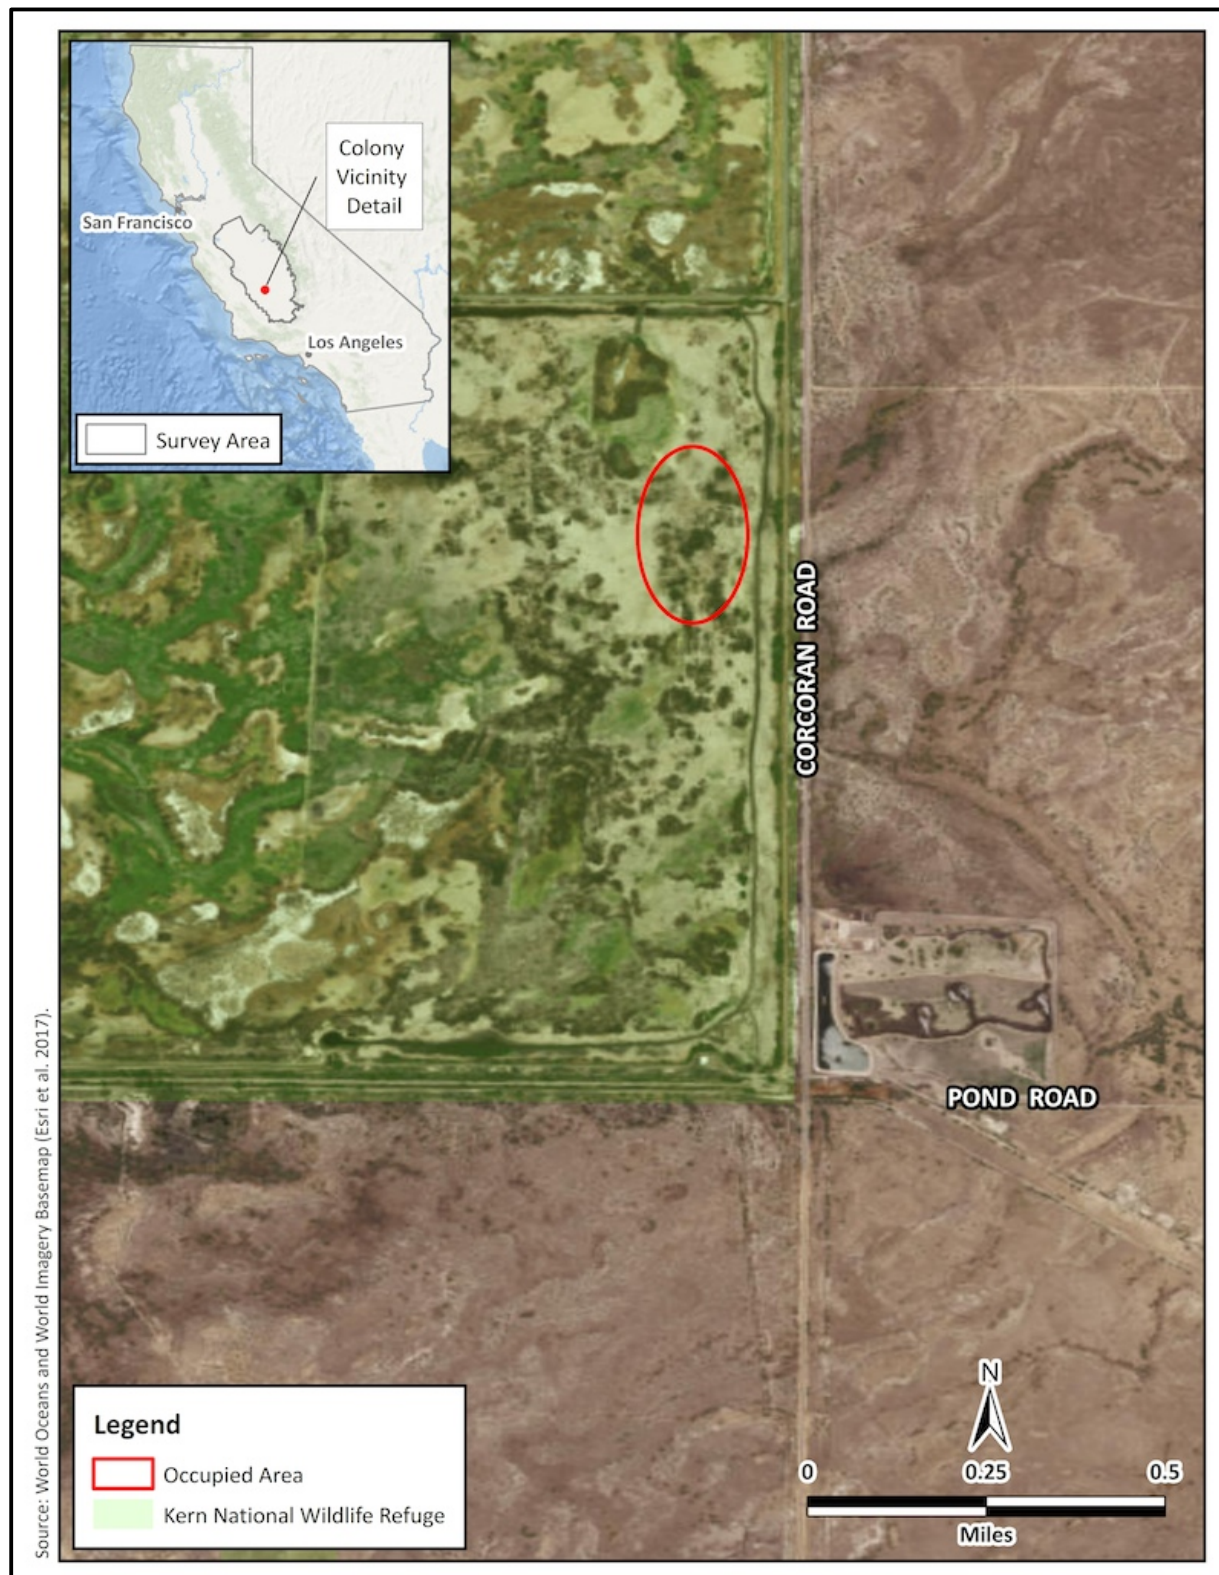 Colony
Vicinity
Detail
San Francisco
Los Angeles
Survey Area
CORCORAN ROAD
POND ROAD
Source: World Oceans and World Imagery Basemap (Esri et al. 2017).
Legend
Occupied Area
Kern National Wildlife Refuge
N
0 0.25 0.5
Miles